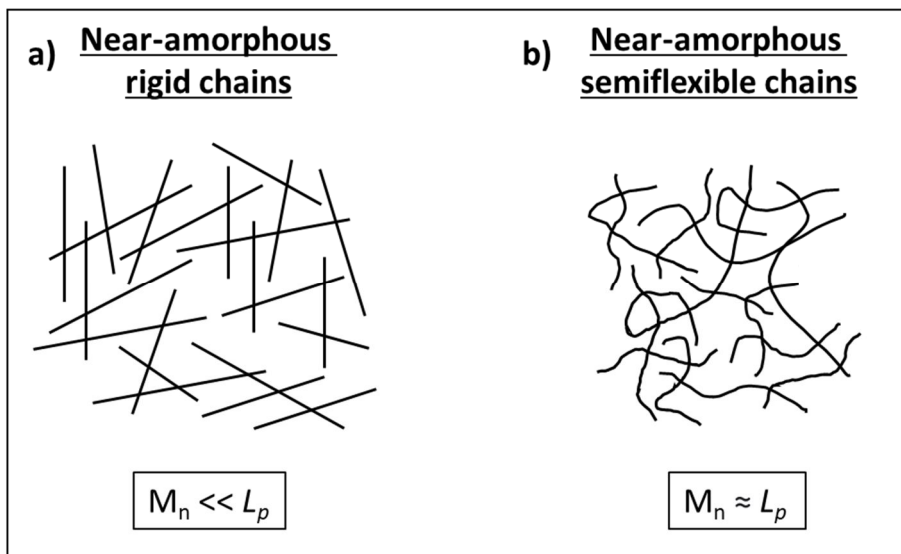 a) Near-amorphous
rigid chains
b) Near-amorphous
semiflexible chains
Mn << Lp
Mn ≈ Lp